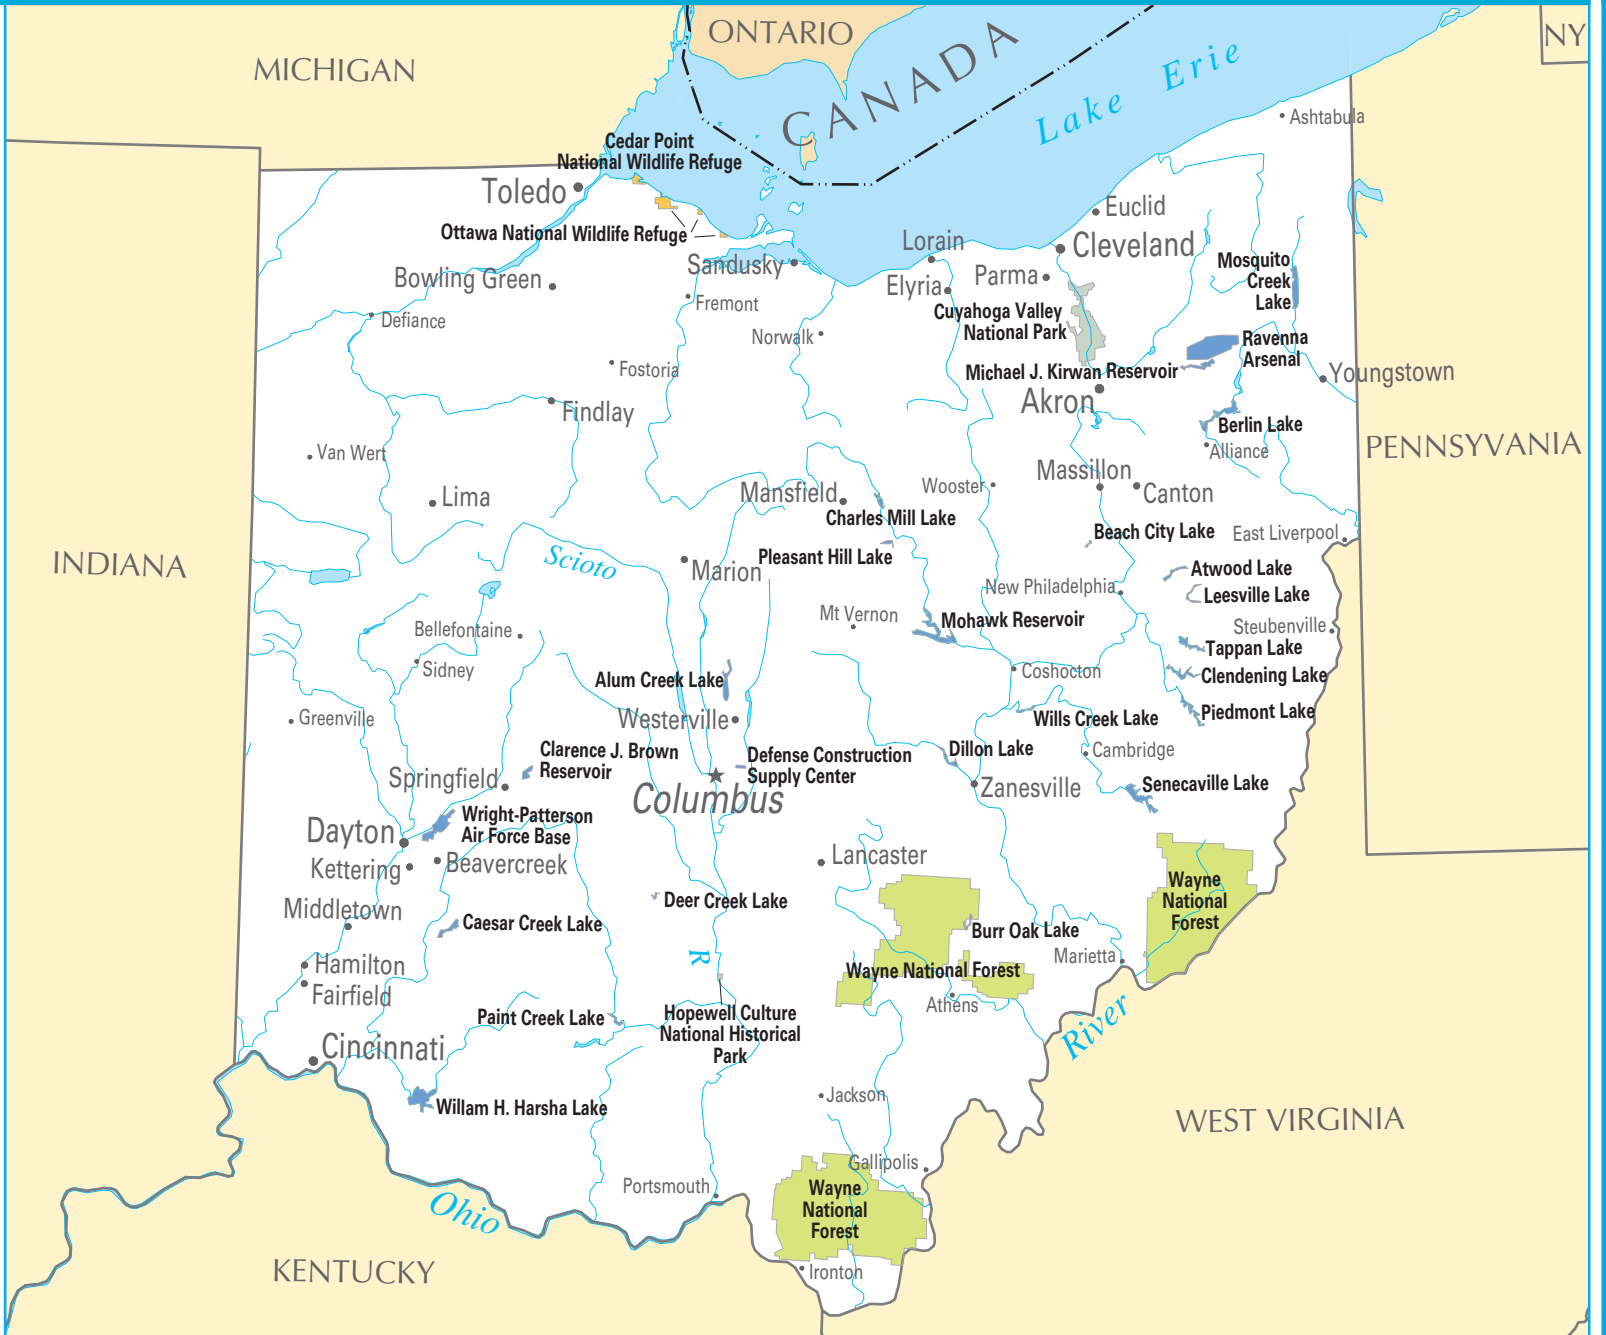 ONTARIO
NY
MICHIGAN
CANADA
Lake Erie
Ashtabula
Cedar Point
National Wildlife Refuge
Toledo
Euclid
Ottawa National Wildlife Refuge
Lorain
Cleveland
Sandusky
Bowling Green
Elyria
Parma
Mosquito
Creek
Lake
Fremont
Defiance
Norwalk
Cuyahoga Valley
National Park
Ravenna
Arsenal
Fostoria
Michael J. Kirwan Reservoir
Youngstown
Akron
Findlay
Berlin Lake
PENNSYVANIA
Van Wert
Alliance
Massillon
Lima
Mansfield
Wooster
Canton
Charles Mill Lake
Beach City Lake
East Liverpool
INDIANA
Scioto
Marion
Pleasant Hill Lake
Atwood Lake
New Philadelphia
Leesville Lake
Mt Vernon
Mohawk Reservoir
Bellefontaine
Steubenville
Tappan Lake
Sidney
Coshocton
Clendening Lake
Alum Creek Lake
Greenville
Westerville
Wills Creek Lake
Piedmont Lake
Clarence J. Brown
Reservoir
Defense Construction
Supply Center
Dillon Lake
Cambridge
Springfield
Columbus
Zanesville
Senecaville Lake
Wright-Patterson
Air Force Base
Dayton
Kettering
Beavercreek
Lancaster
Wayne
National
Forest
Middletown
Deer Creek Lake
Caesar Creek Lake
Burr Oak Lake
Marietta
R
Hamilton
Wayne National Forest
Fairfield
Athens
Paint Creek Lake
Hopewell Culture
National Historical
Park
River
Cincinnati
Jackson
Willam H. Harsha Lake
WEST VIRGINIA
Gallipolis
Portsmouth
Wayne
National
Forest
Ohio
KENTUCKY
Ironton